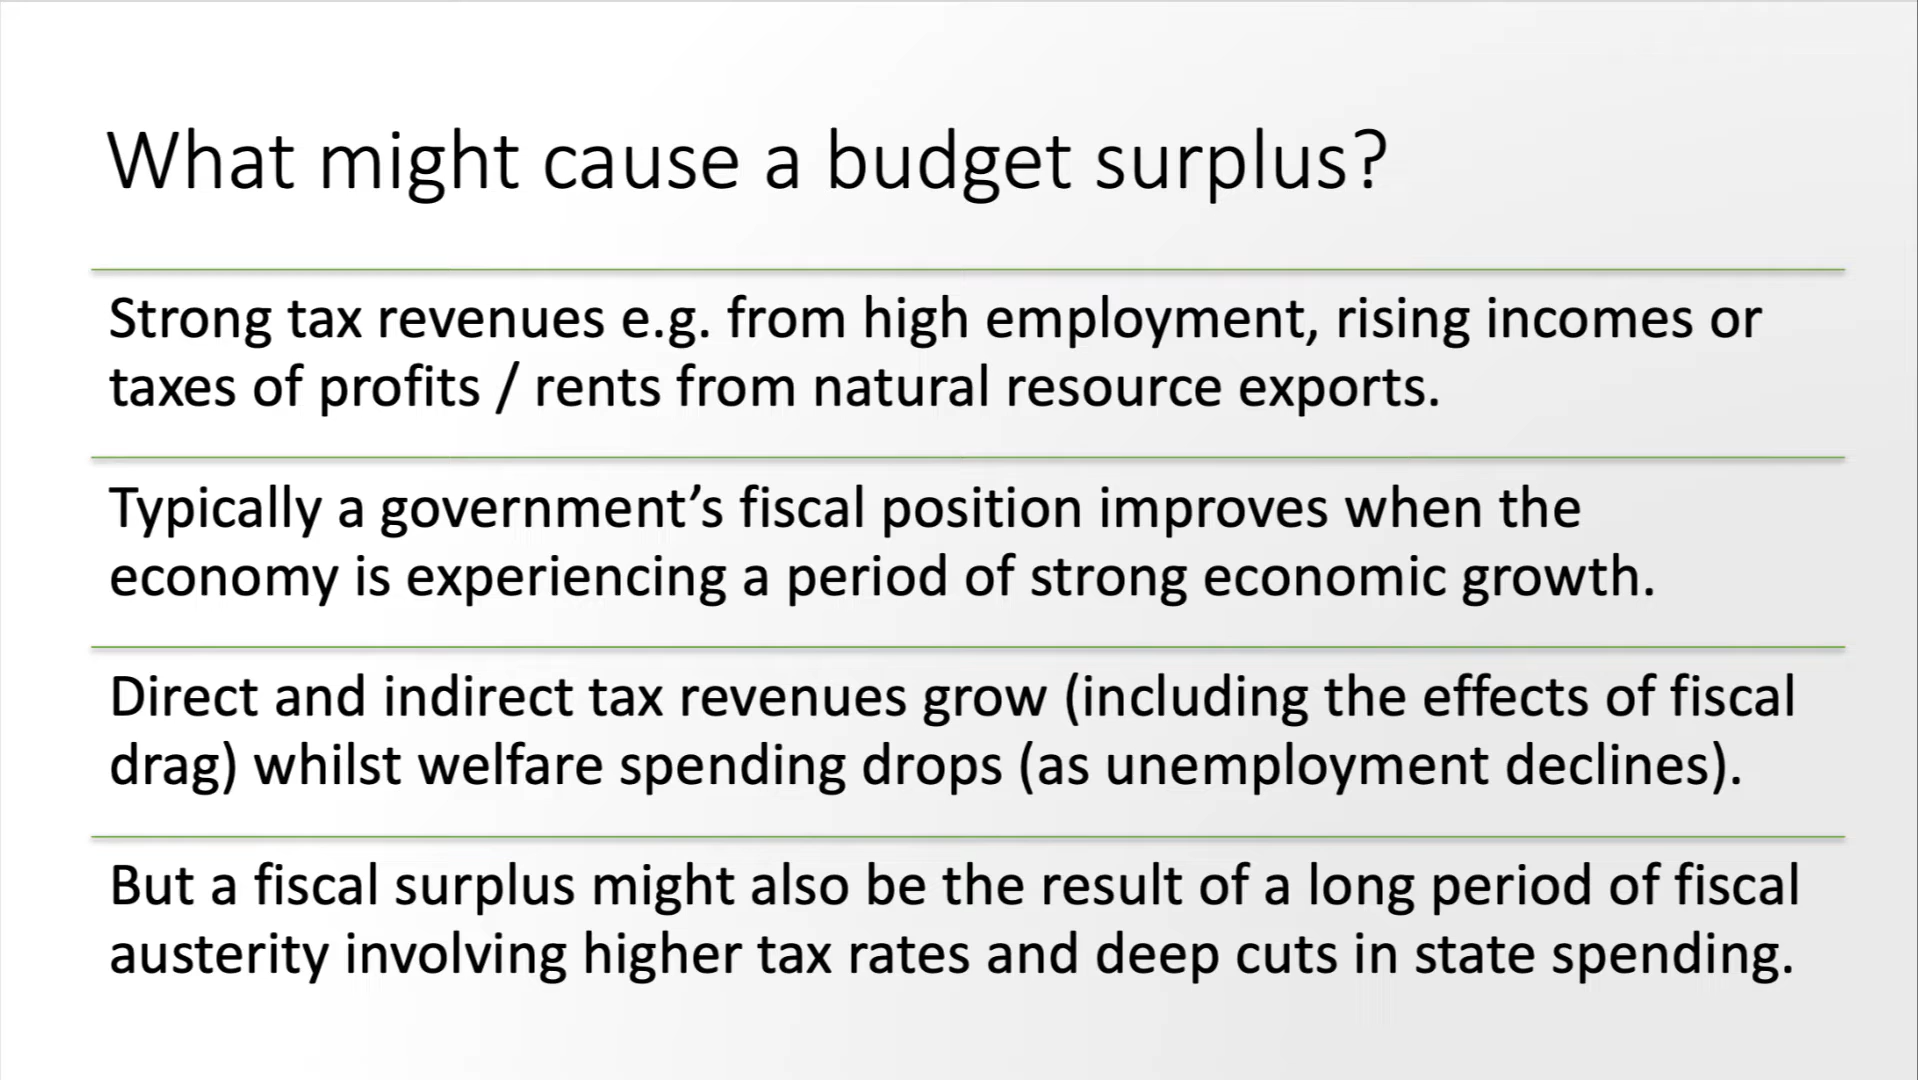 What might cause a budget surplus?
Strong tax revenues e.g. from high employment, rising incomes or
taxes of profits / rents from natural resource exports.
Typically a government’s fiscal position improves when the
economy is experiencing a period of strong economic growth.
Direct and indirect tax revenues grow (including the effects of fiscal
drag) whilst welfare spending drops (as unemployment declines).
But a fiscal surplus might also be the result of a long period of fiscal
austerity involving higher tax rates and deep cuts in state spending.